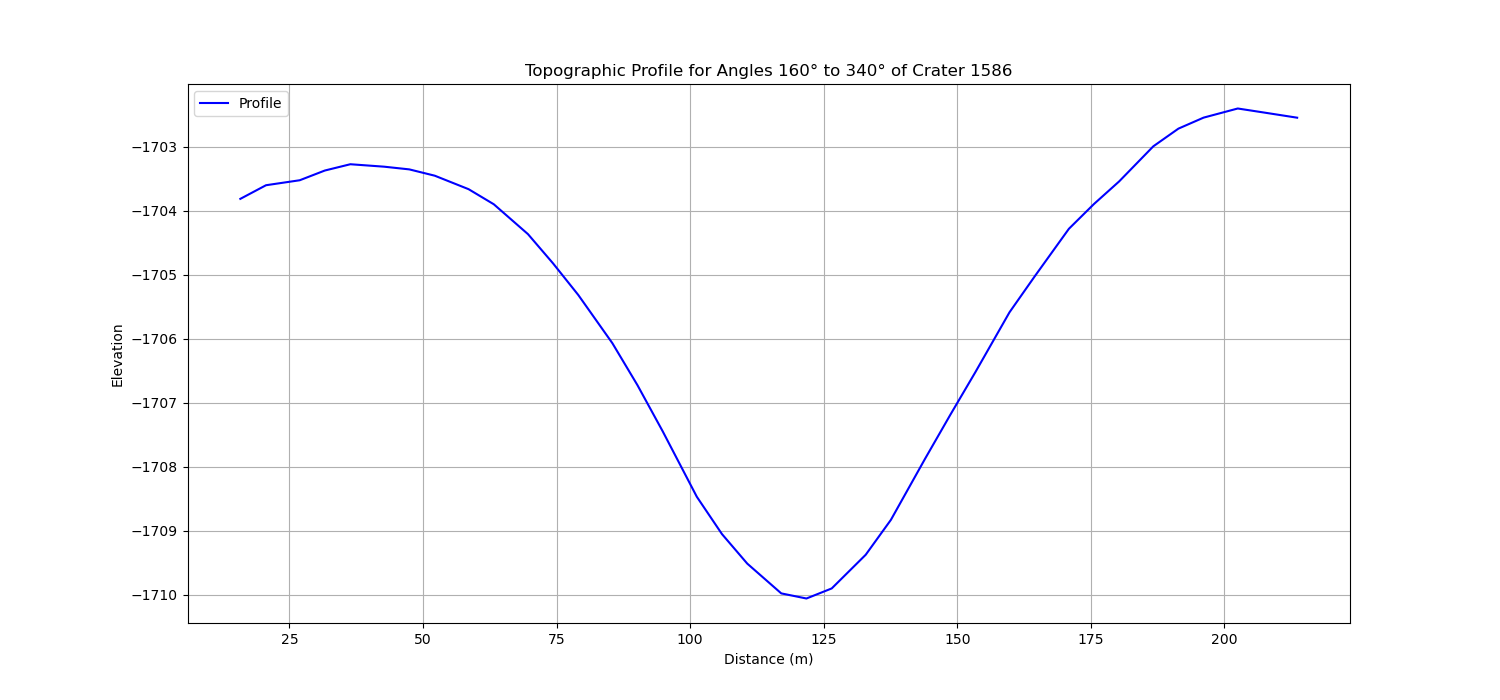 Topographic Profile for Angles 160° to 340° of Crater 1586
Profile
−1703
−1704
−1705
−1706
−1707
−1708
−1709
−1710
Elevation
25 50 75 100 125 150 175 200
Distance (m)